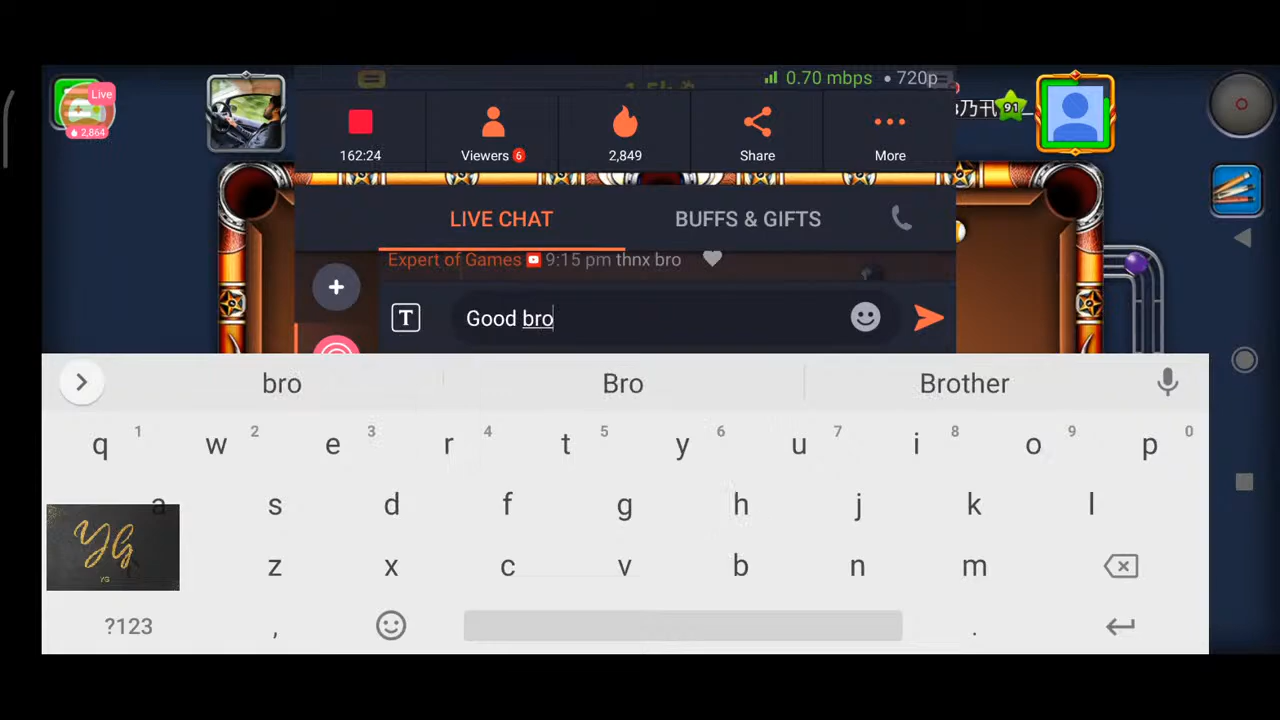 Live
2,864
0.70 mbps • 720p
91
162:24
Viewers 6
2,849
Share
More
LIVE CHAT
BUFFS & GIFTS
Expert of Games 9:15 pm thnx bro
T
Good bro
bro
Bro
Brother
q 1 w 2 e 3 r 4 t 5 y 6 u 7 i 8 o 9 p 0
a s d f g h j k l
YG
YG
z x c v b n m
?123 , .